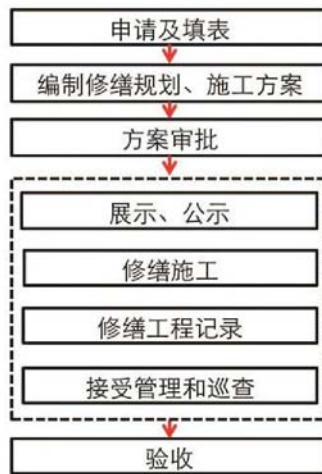 申请及填表
编制修缮规划、施工方案
方案审批
展示、公示
修缮施工
修缮工程记录
接受管理和巡查
验收